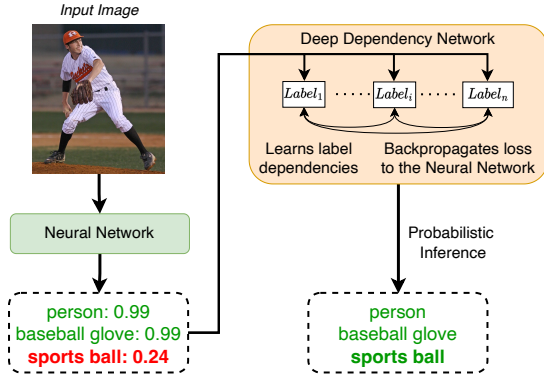 Input Image
Neural Network
person: 0.99
baseball glove: 0.99
sports ball: 0.24
Deep Dependency Network
Label1 ...... Labeli ...... Labeln
Learns label
dependencies
Backpropagates loss
to the Neural Network
Probabilistic
Inference
person
baseball glove
sports ball